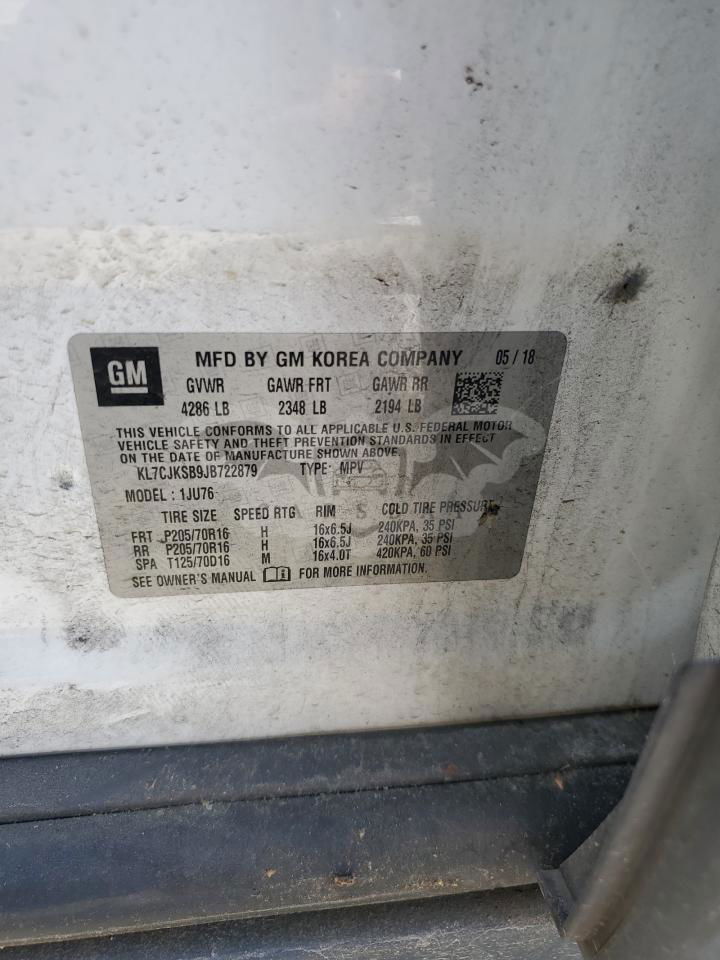 GM MFD BY GM KOREA COMPANY 05 / 18
GVWR GAWR FRT GAWR RR
4286 LB 2348 LB 2194 LB
THIS VEHICLE CONFORMS TO ALL APPLICABLE U.S. FEDERAL MOTOR
VEHICLE SAFETY AND THEFT PREVENTION STANDARDS IN EFFECT
ON THE DATE OF MANUFACTURE SHOWN ABOVE.
KL7CJKSB9JB722879 TYPE: MPV
MODEL : 1JU76
TIRE SIZE SPEED RTG RIM COLD TIRE PRESSURE
FRT P205/70R16 H 16x6.5J 240KPA, 35 PSI
RR P205/70R16 H 16x6.5J 240KPA, 35 PSI
SPA T125/70D16 M 16x4.0T 420KPA, 60 PSI
SEE OWNER'S MANUAL FOR MORE INFORMATION.